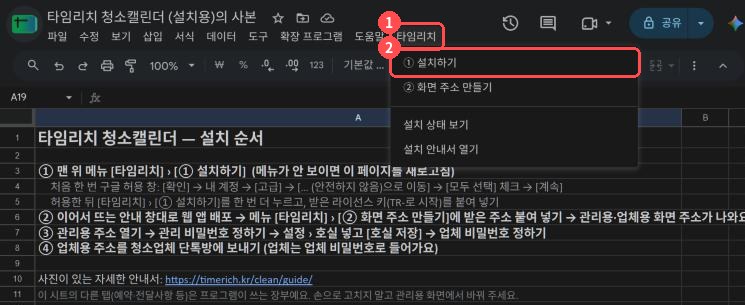 타임리치 청소캘린더 (설치용)의 사본
공유
파일 수정 보기 삽입 서식 데이터 도구 확장 프로그램 도움말 타임리치
1
2
100% ₩ % .0 .00 123 기본값 ...
① 설치하기
② 화면 주소 만들기
설치 상태 보기
설치 안내서 열기
A19 fx
A B
1 타임리치 청소캘린더 — 설치 순서
2
3 ① 맨 위 메뉴 [타임리치] › [① 설치하기] (메뉴가 안 보이면 이 페이지를 새로고침)
4 처음 한 번 구글 허용 창: [확인] → 내 계정 → [고급] → [… (안전하지 않음)으로 이동] → [모두 선택] 체크 → [계속]
5 허용한 뒤 [① 설치하기]를 한 번 더 누르고, 받은 라이선스 키(TR-로 시작)를 붙여 넣기
6 ② 이어서 뜨는 안내 창대로 웹 앱 배포 → 메뉴 [타임리치] › [② 화면 주소 만들기]에 받은 주소 붙여 넣기 → 관리용·업체용 화면 주소가 나와요
7 ③ 관리용 주소 열기 → 관리 비밀번호 정하기 → 설정 › 호실 넣고 [호실 저장] → 업체 비밀번호 정하기
8 ④ 업체용 주소를 청소업체 단톡방에 보내기 (업체는 업체 비밀번호로 들어가요)
9
10 사진이 있는 자세한 안내서: https://timerich.kr/clean/guide/
11 이 시트의 다른 탭(예약·전달사항 등)은 프로그램이 쓰는 장부예요. 손으로 고치지 말고 관리용 화면에서 바꿔 주세요.